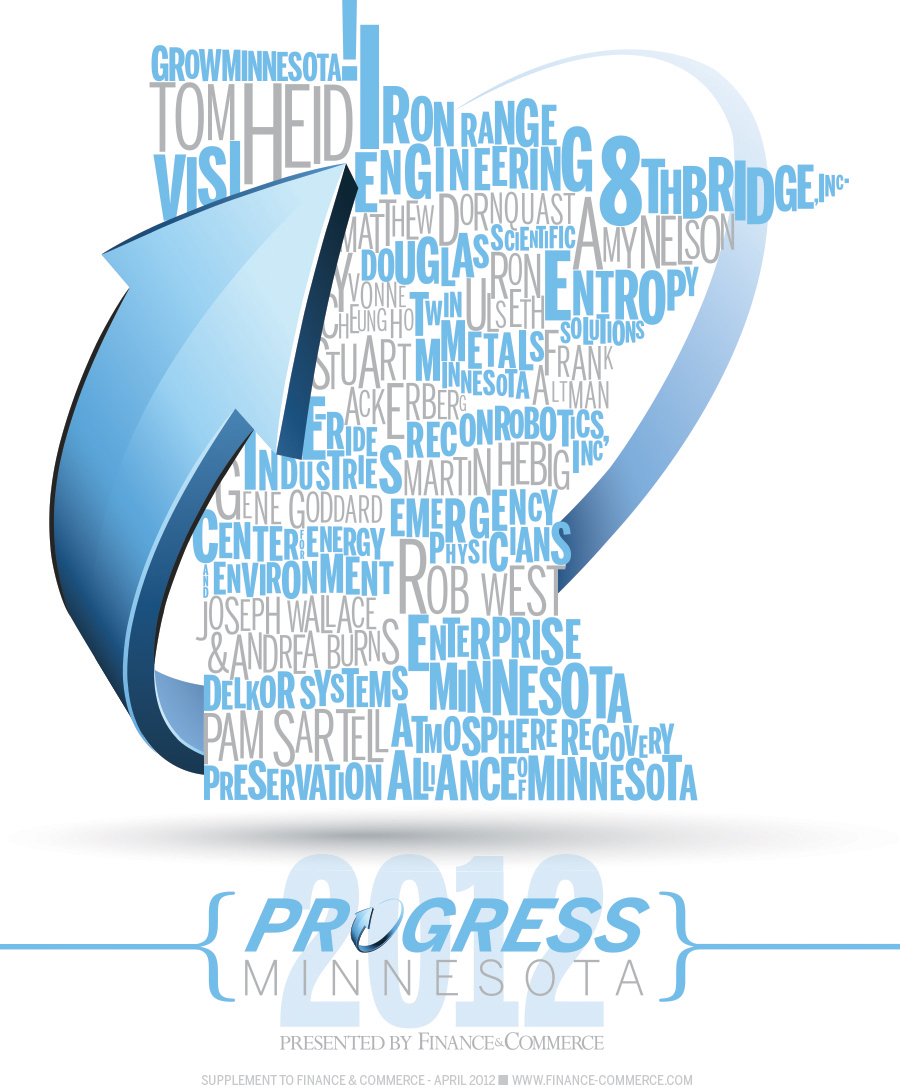 GROWMINNESOTA!
TOM HEID
VISI
IRON RANGE
ENGINEERING
8THBRIDGE, INC.
MATTHEW DORNQUAST
AMY NELSON
DOUGLAS SCIENTIFIC
YVONNE
CHEUNG HO
RON
ULSETH
ENTROPY
SOLUTIONS
TWIN
METALS
MINNESOTA
STUART
ACKERBERG
FRANK
ALTMAN
E-RIDE
INDUSTRIES
RECONROBOTICS,
INC.
MARTIN HEBIG
GENE GODDARD
EMERGENCY
PHYSICIANS
CENTER FOR ENERGY
AND ENVIRONMENT
ROB WEST
JOSEPH WALLACE
& ANDREA BURNS
ENTERPRISE
MINNESOTA
DELKOR SYSTEMS
PAM SARTELL
ATMOSPHERE RECOVERY
PRESERVATION ALLIANCE OF MINNESOTA
2012
{PROGRESS
MINNESOTA}
PRESENTED BY FINANCE&COMMERCE
SUPPLEMENT TO FINANCE & COMMERCE - APRIL 2012 ■ WWW.FINANCE-COMMERCE.COM